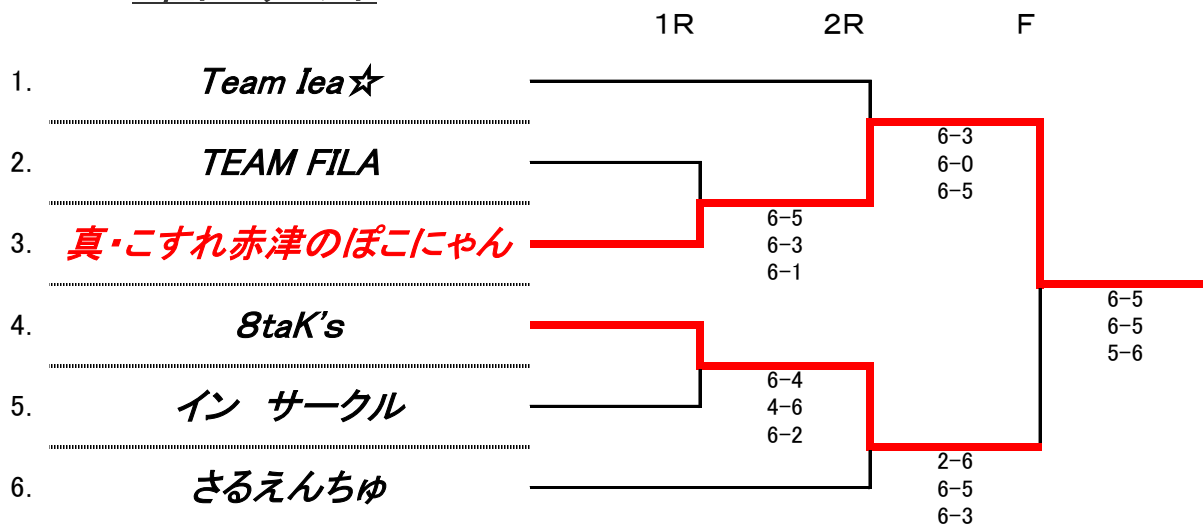 1R 2R F
1. Team Iea☆
2. TEAM FILA
3. 真・こすれ赤津のぽこにゃん
4. 8taK's
5. イン サークル
6. さるえんちゅ
6-5
6-3
6-1
6-4
4-6
6-2
6-3
6-0
6-5
2-6
6-5
6-3
6-5
6-5
5-6